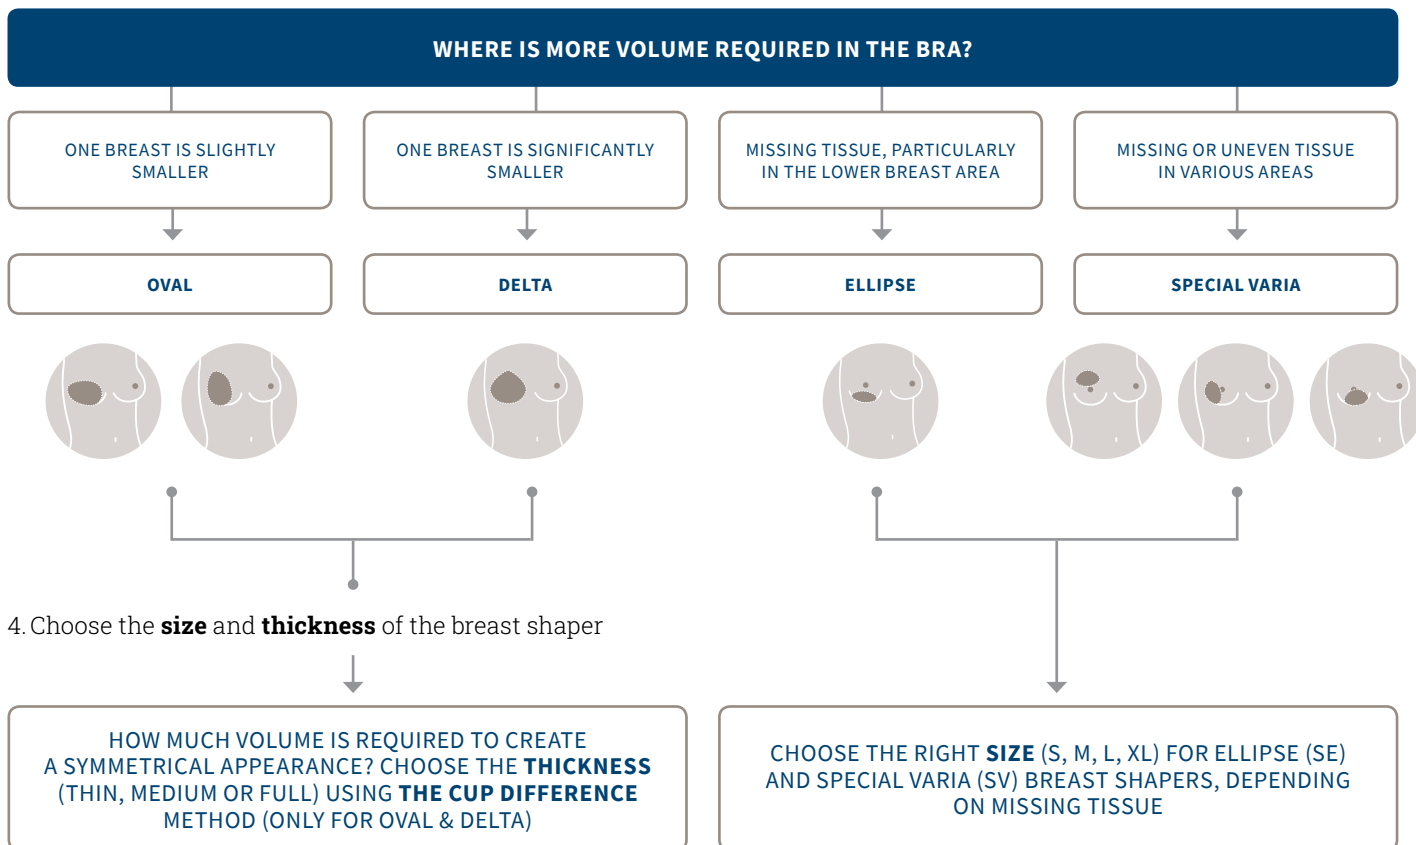 WHERE IS MORE VOLUME REQUIRED IN THE BRA?
ONE BREAST IS SLIGHTLY
SMALLER
ONE BREAST IS SIGNIFICANTLY
SMALLER
MISSING TISSUE, PARTICULARLY
IN THE LOWER BREAST AREA
MISSING OR UNEVEN TISSUE
IN VARIOUS AREAS
OVAL
DELTA
ELLIPSE
SPECIAL VARIA
4. Choose the size and thickness of the breast shaper
HOW MUCH VOLUME IS REQUIRED TO CREATE
A SYMMETRICAL APPEARANCE? CHOOSE THE THICKNESS
(THIN, MEDIUM OR FULL) USING THE CUP DIFFERENCE
METHOD (ONLY FOR OVAL & DELTA)
CHOOSE THE RIGHT SIZE (S, M, L, XL) FOR ELLIPSE (SE)
AND SPECIAL VARIA (SV) BREAST SHAPERS, DEPENDING
ON MISSING TISSUE